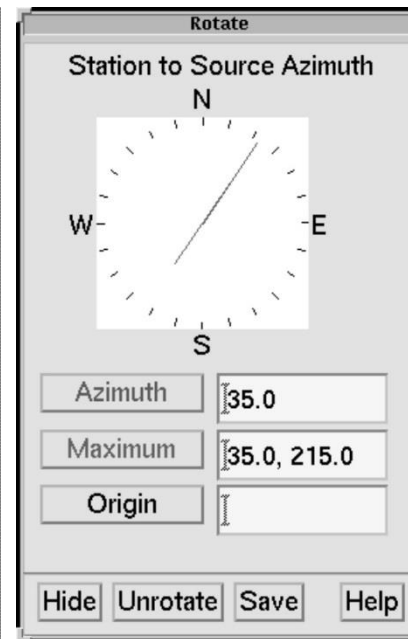 Rotate
Station to Source Azimuth
N
W E
S
Azimuth 35.0
Maximum 35.0, 215.0
Origin
Hide Unrotate Save Help